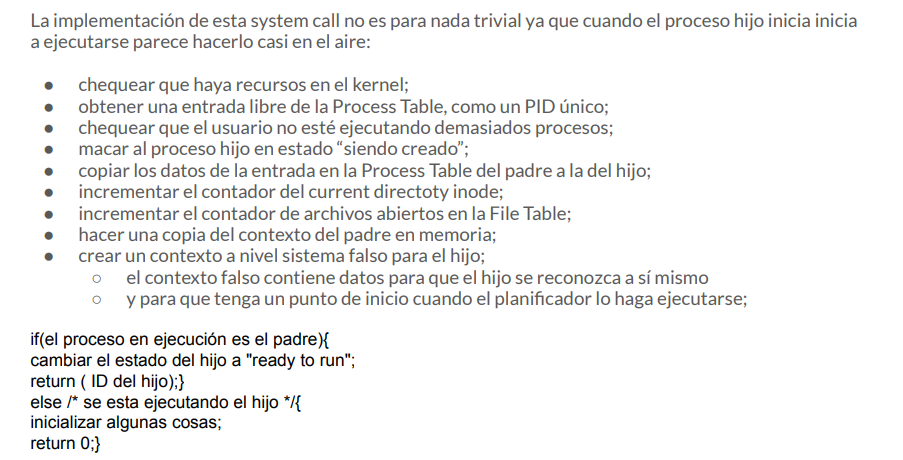 La implementación de esta system call no es para nada trivial ya que cuando el proceso hijo inicia inicia
a ejecutarse parece hacerlo casi en el aire:
● chequear que haya recursos en el kernel;
● obtener una entrada libre de la Process Table, como un PID único;
● chequear que el usuario no esté ejecutando demasiados procesos;
● macar al proceso hijo en estado “siendo creado”;
● copiar los datos de la entrada en la Process Table del padre a la del hijo;
● incrementar el contador del current directoty inode;
● incrementar el contador de archivos abiertos en la File Table;
● hacer una copia del contexto del padre en memoria;
● crear un contexto a nivel sistema falso para el hijo;
○ el contexto falso contiene datos para que el hijo se reconozca a sí mismo
○ y para que tenga un punto de inicio cuando el planificador lo haga ejecutarse;
if(el proceso en ejecución es el padre){
cambiar el estado del hijo a "ready to run";
return ( ID del hijo);}
else /* se esta ejecutando el hijo */{
inicializar algunas cosas;
return 0;}